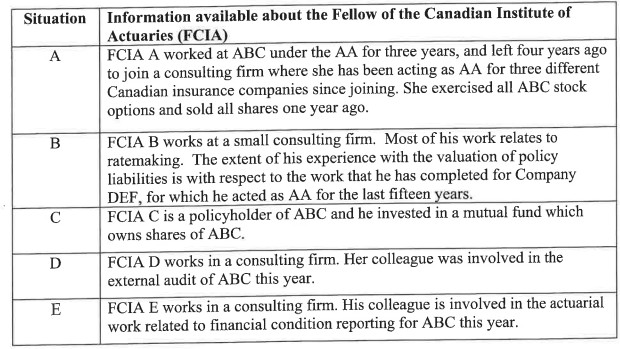 Situation Information available about the Fellow of the Canadian Institute of
Actuaries (FCIA)
A FCIA A worked at ABC under the AA for three years, and left four years ago
to join a consulting firm where she has been acting as AA for three different
Canadian insurance companies since joining. She exercised all ABC stock
options and sold all shares one year ago.
B FCIA B works at a small consulting firm. Most of his work relates to
ratemaking. The extent of his experience with the valuation of policy
liabilities is with respect to the work that he has completed for Company
DEF, for which he acted as AA for the last fifteen years.
C FCIA C is a policyholder of ABC and he invested in a mutual fund which
owns shares of ABC.
D FCIA D works in a consulting firm. Her colleague was involved in the
external audit of ABC this year.
E FCIA E works in a consulting firm. His colleague is involved in the actuarial
work related to financial condition reporting for ABC this year.